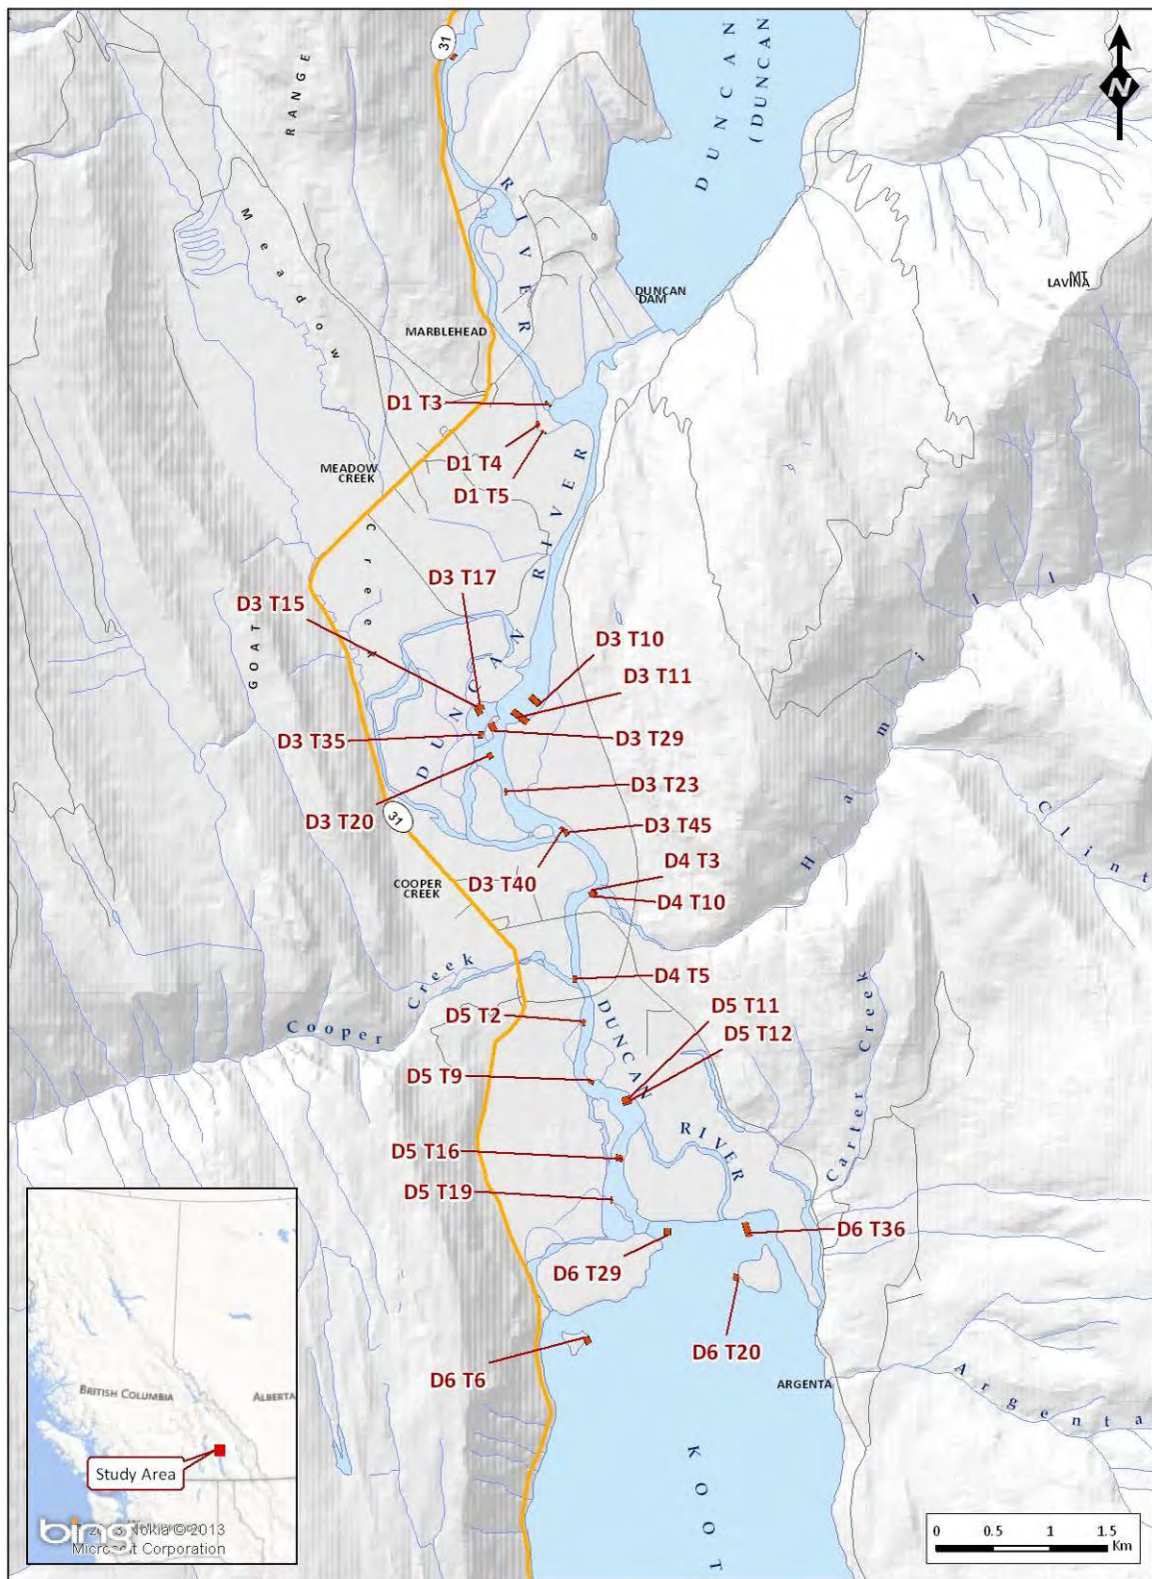 31
N
RANGE
DUNCAN
(DUNCAN
RIVER
Meadow
MT
LAVINA
DUNCAN
DAM
MARBLEHEAD
D1 T3
D1 T4
MEADOW
CREEK
D1 T5
RIVER
creek
D3 T17
D3 T15
GOAT
DUNCAN
D3 T10
D3 T11
Hamill
D3 T35
D3 T29
D3 T23
D3 T20
31
D3 T45
D3 T40
D4 T3
D4 T10
Clint
COOPER
CREEK
D4 T5
Cooper Creek
D5 T2
DUNCAN
D5 T11
D5 T12
Carter Creek
D5 T9
RIVER
D5 T16
D5 T19
D6 T36
D6 T29
D6 T20
D6 T6
ARGENTA
Argenta
KOOT
BRITISH COLUMBIA
ALBERTA
Study Area
bing
Nokia © 2013
Microsoft Corporation
0 0.5 1 1.5
Km